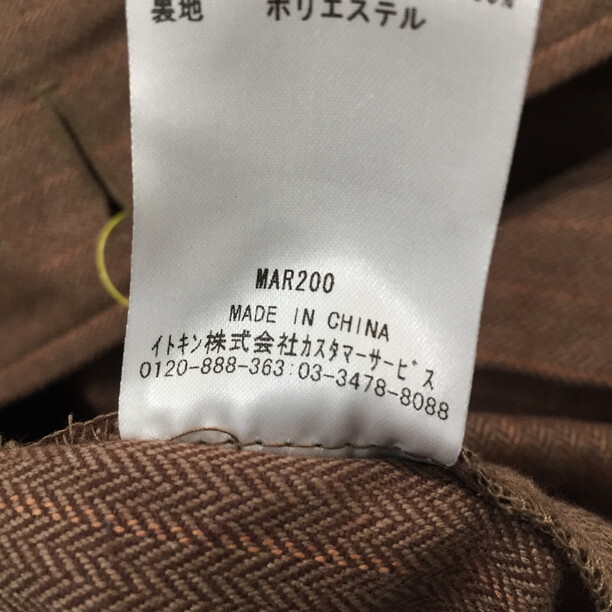 裏地 ポリエステル
MAR200
MADE IN CHINA
イトキン株式会社カスタマーサービス
0120-888-363:03-3478-8088